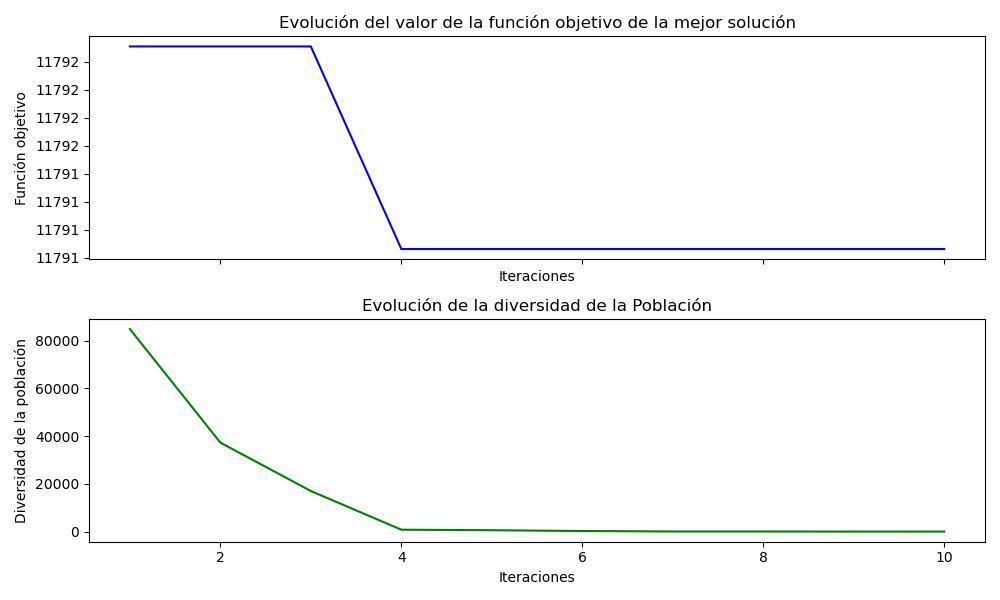 Evolución del valor de la función objetivo de la mejor solución
Función objetivo
11792
11792
11792
11792
11791
11791
11791
11791
Iteraciones
Evolución de la diversidad de la Población
Diversidad de la población
80000
60000
40000
20000
0
2 4 6 8 10
Iteraciones